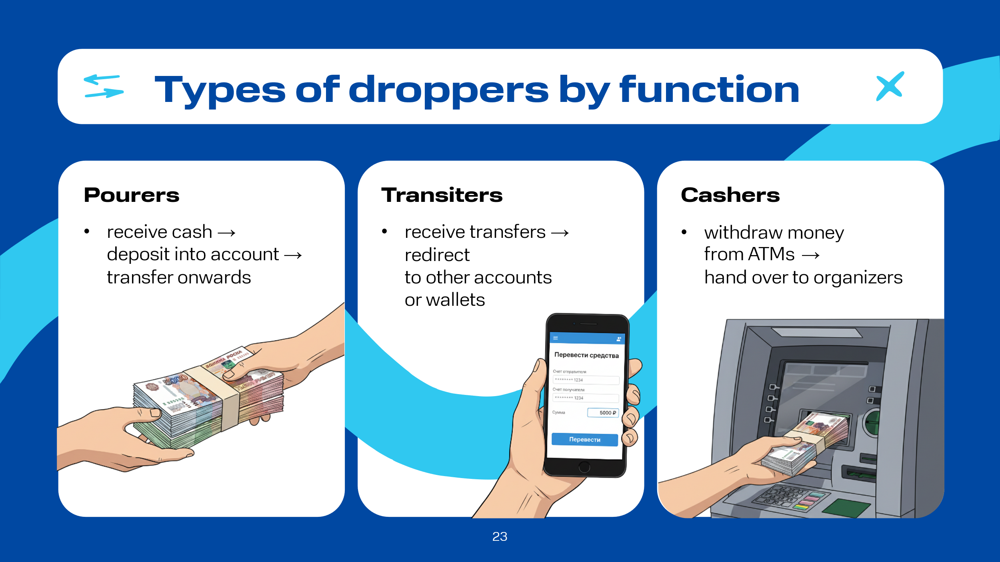 Types of droppers by function
Pourers
• receive cash →
deposit into account →
transfer onwards
Transiters
• receive transfers →
redirect
to other accounts
or wallets
Cashers
• withdraw money
from ATMs →
hand over to organizers
5000
Перевести средства
Счет отправителя
******** 1234
Счет получателя
******** 1234
Сумма
5000 ₽
Перевести
23